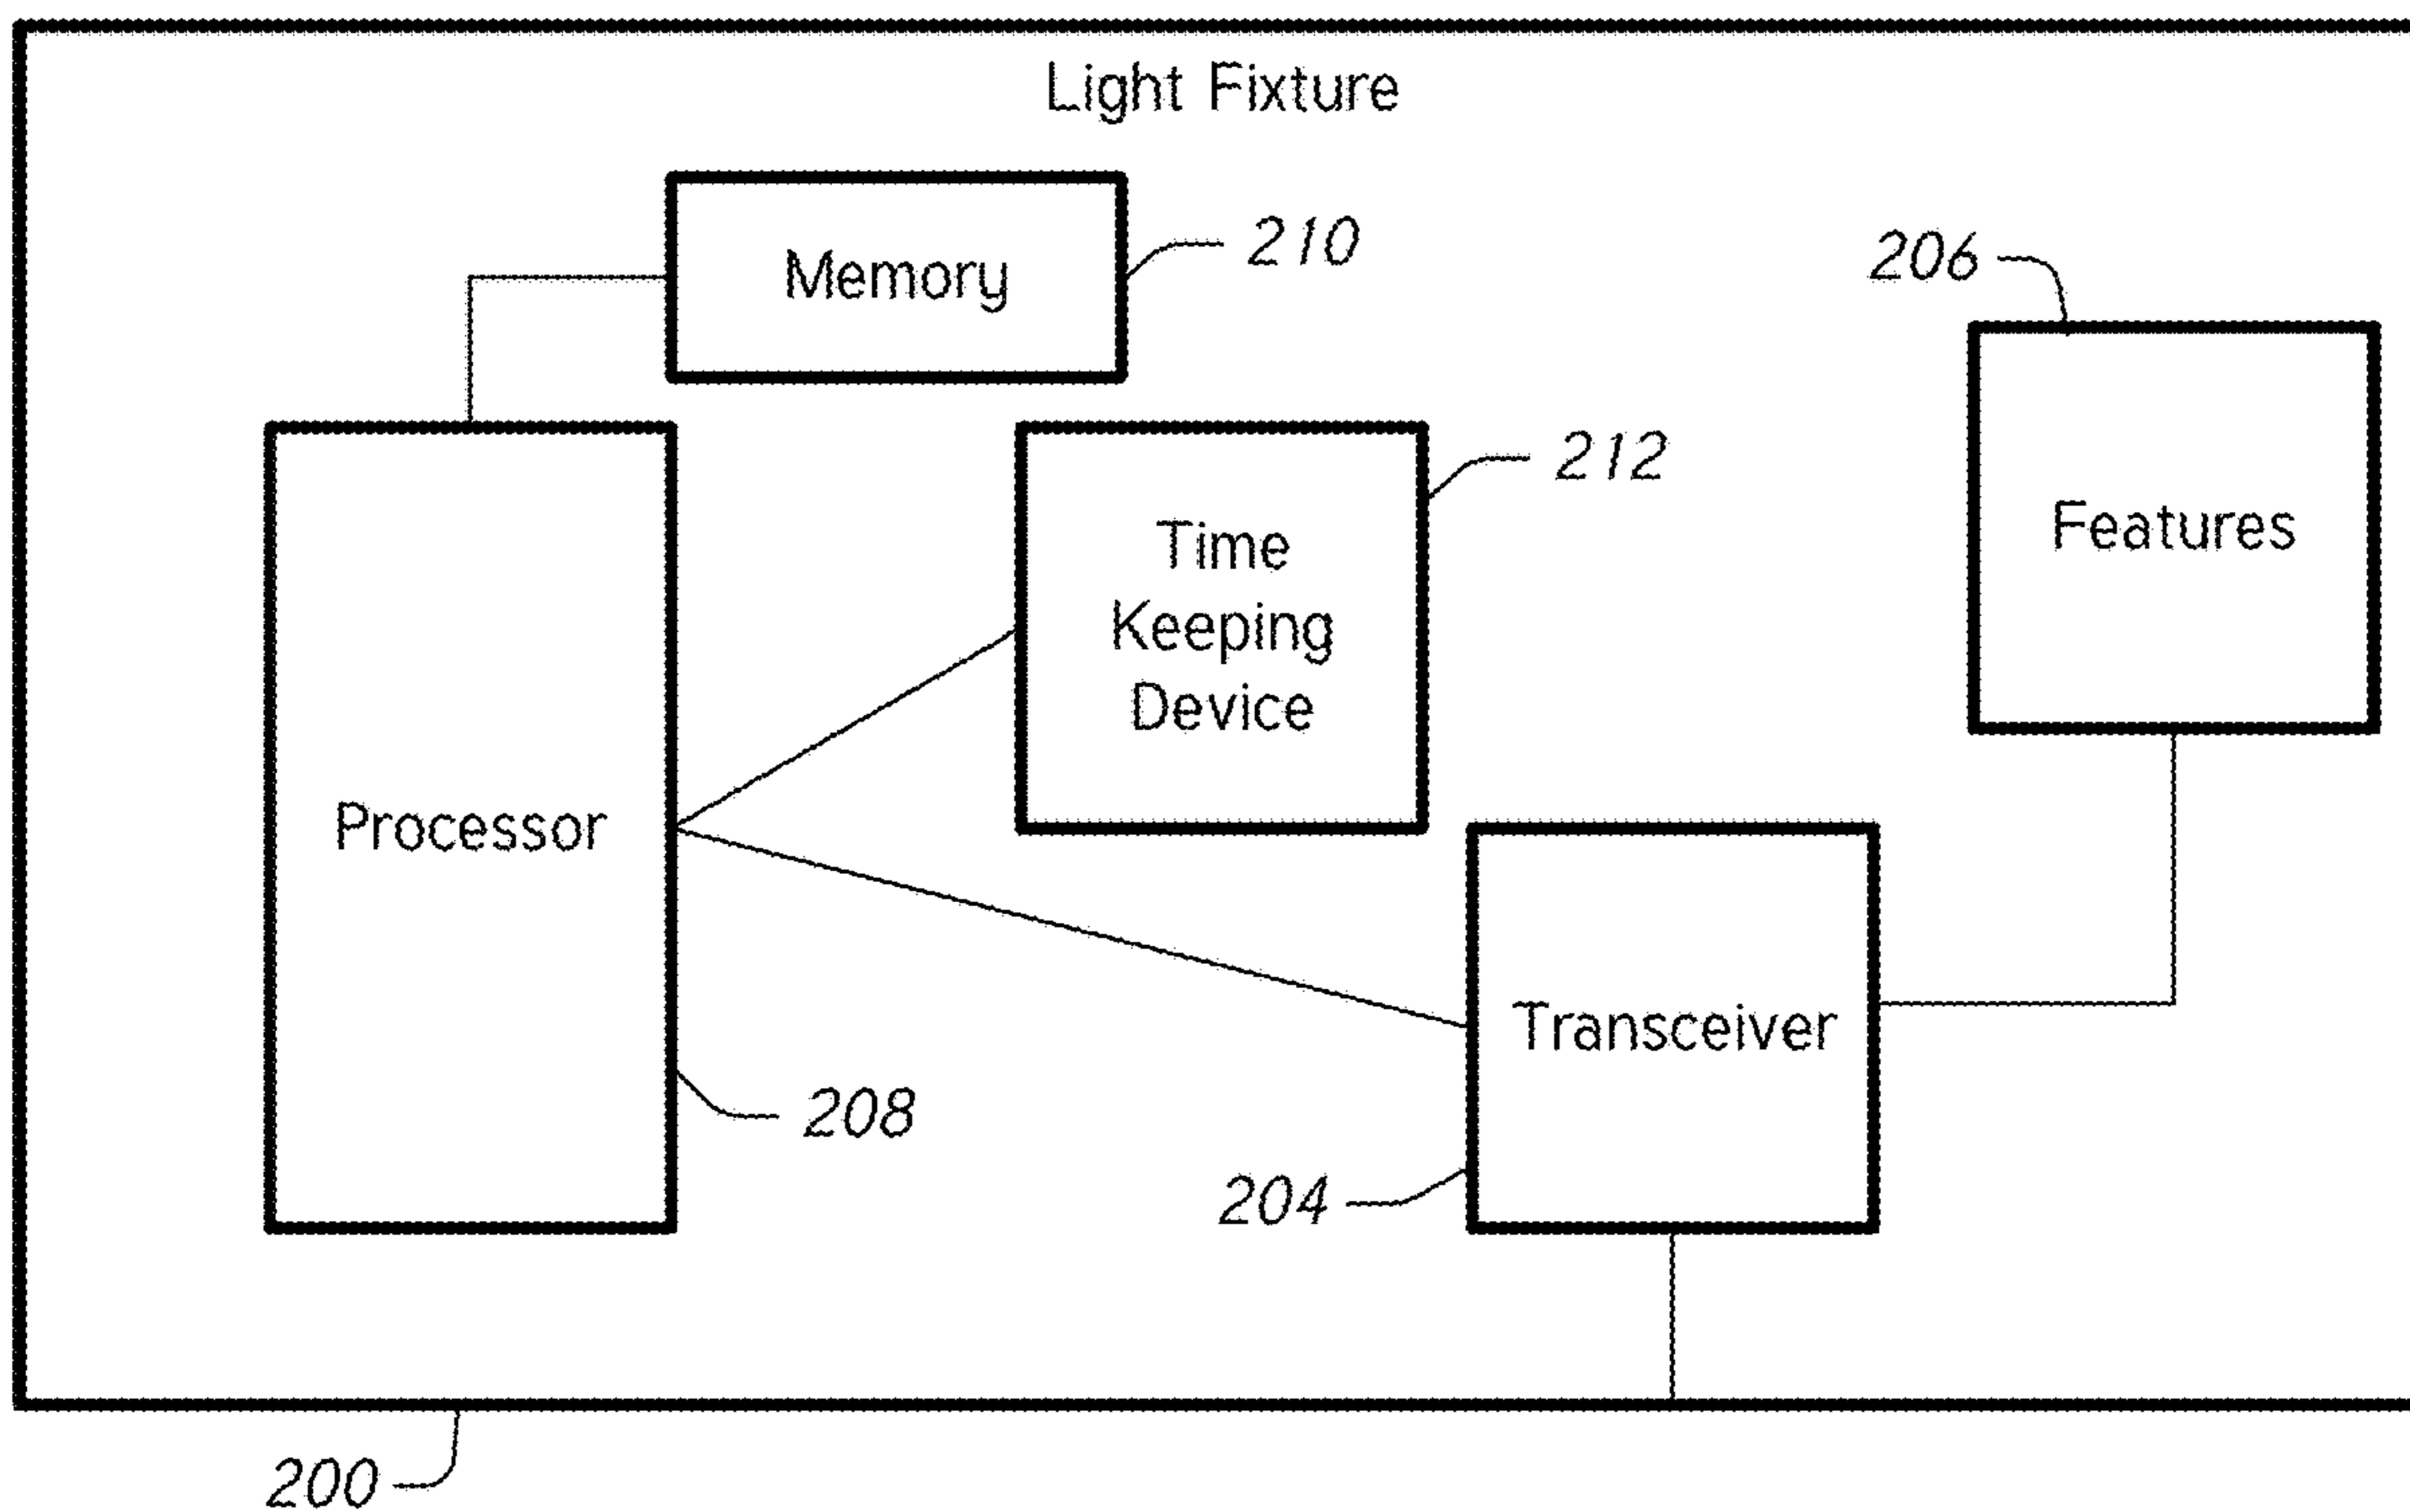 Light Fixture
Memory
210
206
212
Time
Keeping
Device
Features
Processor
Transceiver
208
204
200